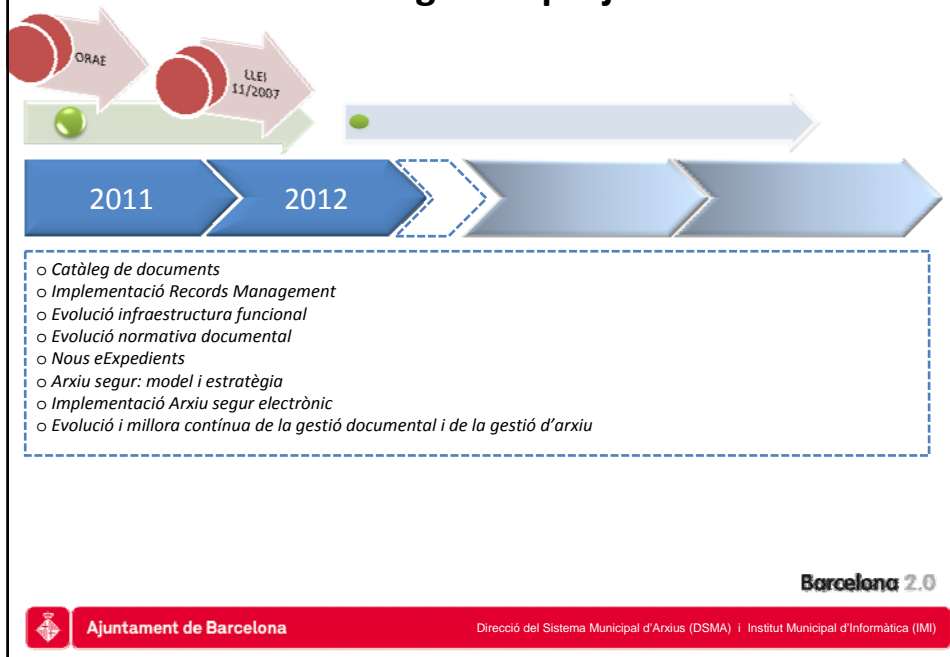 ORAE
LLEI
11/2007
2011
2012
o Catàleg de documents
o Implementació Records Management
o Evolució infraestructura funcional
o Evolució normativa documental
o Nous eExpedients
o Arxiu segur: model i estratègia
o Implementació Arxiu segur electrònic
o Evolució i millora contínua de la gestió documental i de la gestió d'arxiu
Barcelona 2.0
Ajuntament de Barcelona
Direcció del Sistema Municipal d'Arxius (DSMA) i Institut Municipal d'Informàtica (IMI)